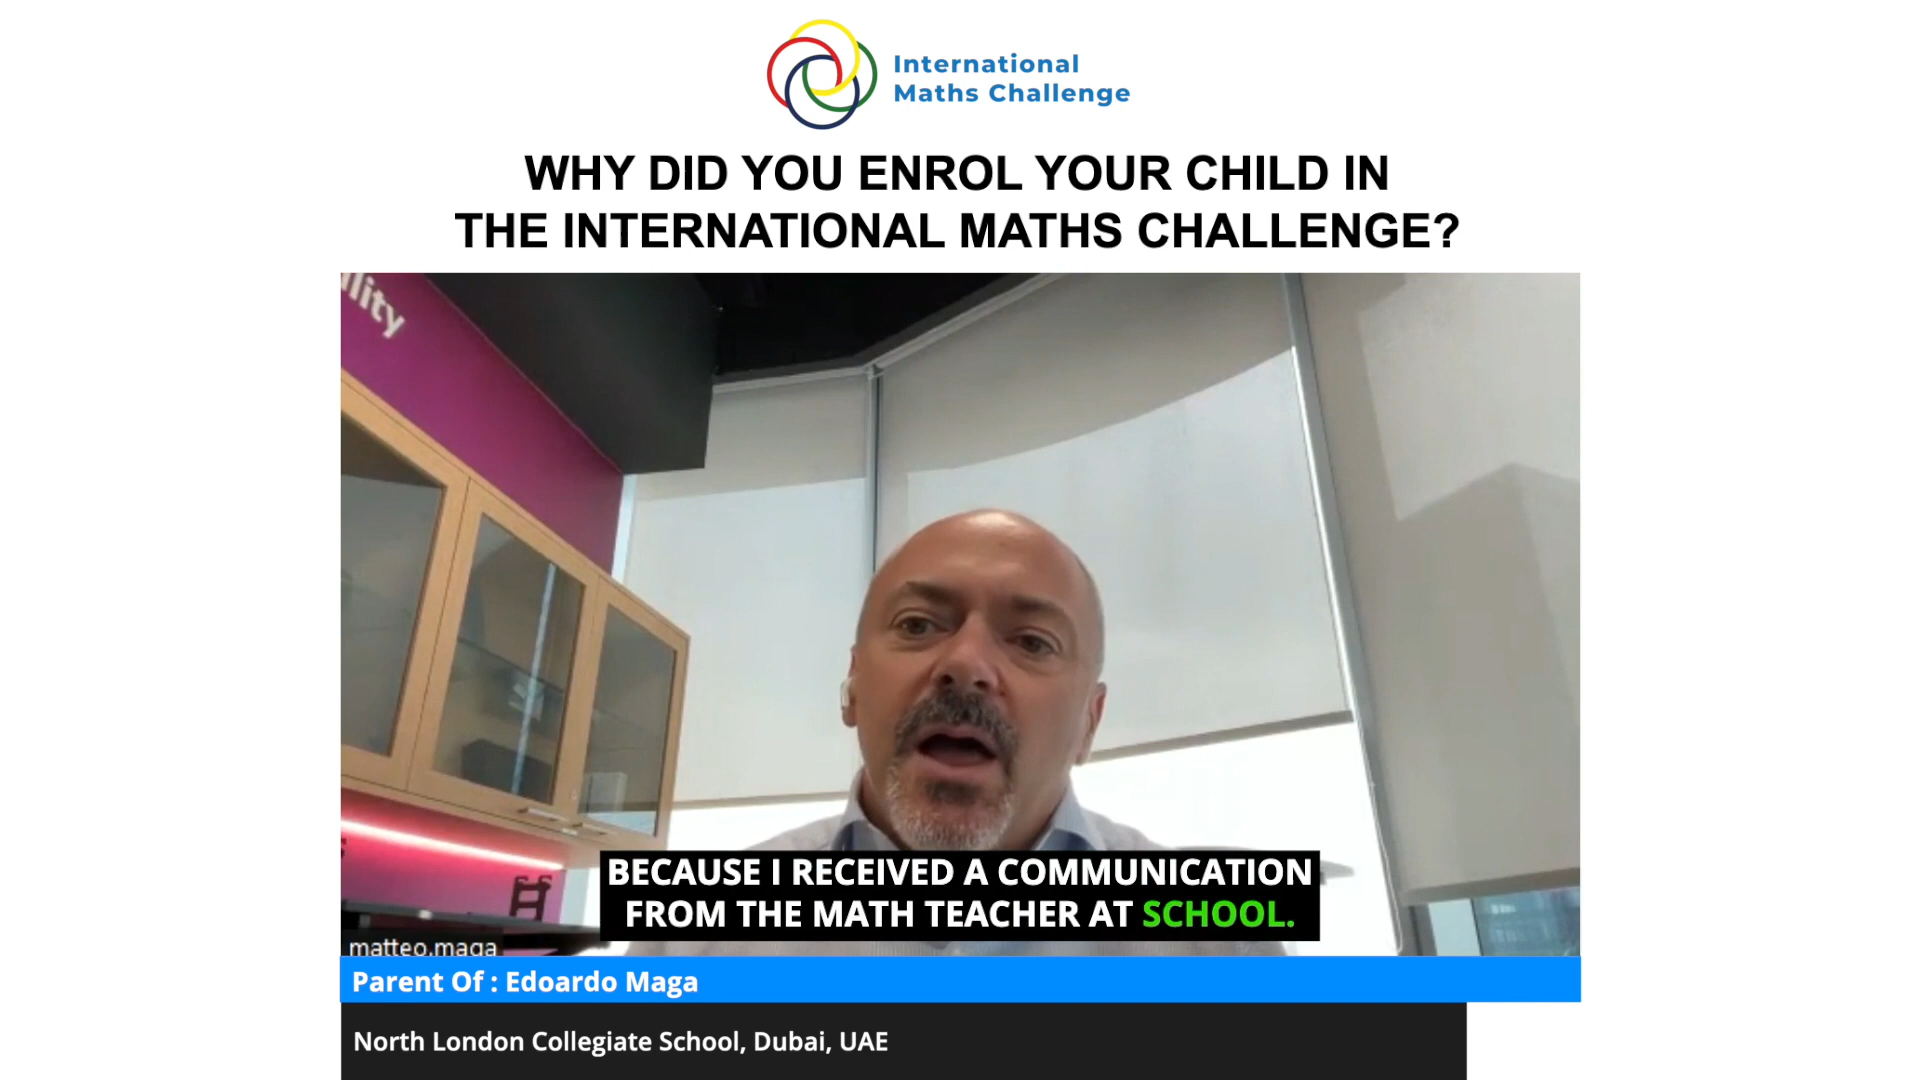 International
Maths Challenge
WHY DID YOU ENROL YOUR CHILD IN
THE INTERNATIONAL MATHS CHALLENGE?
lity
BECAUSE I RECEIVED A COMMUNICATION
FROM THE MATH TEACHER AT SCHOOL.
matteo.maga
Parent Of : Edoardo Maga
North London Collegiate School, Dubai, UAE